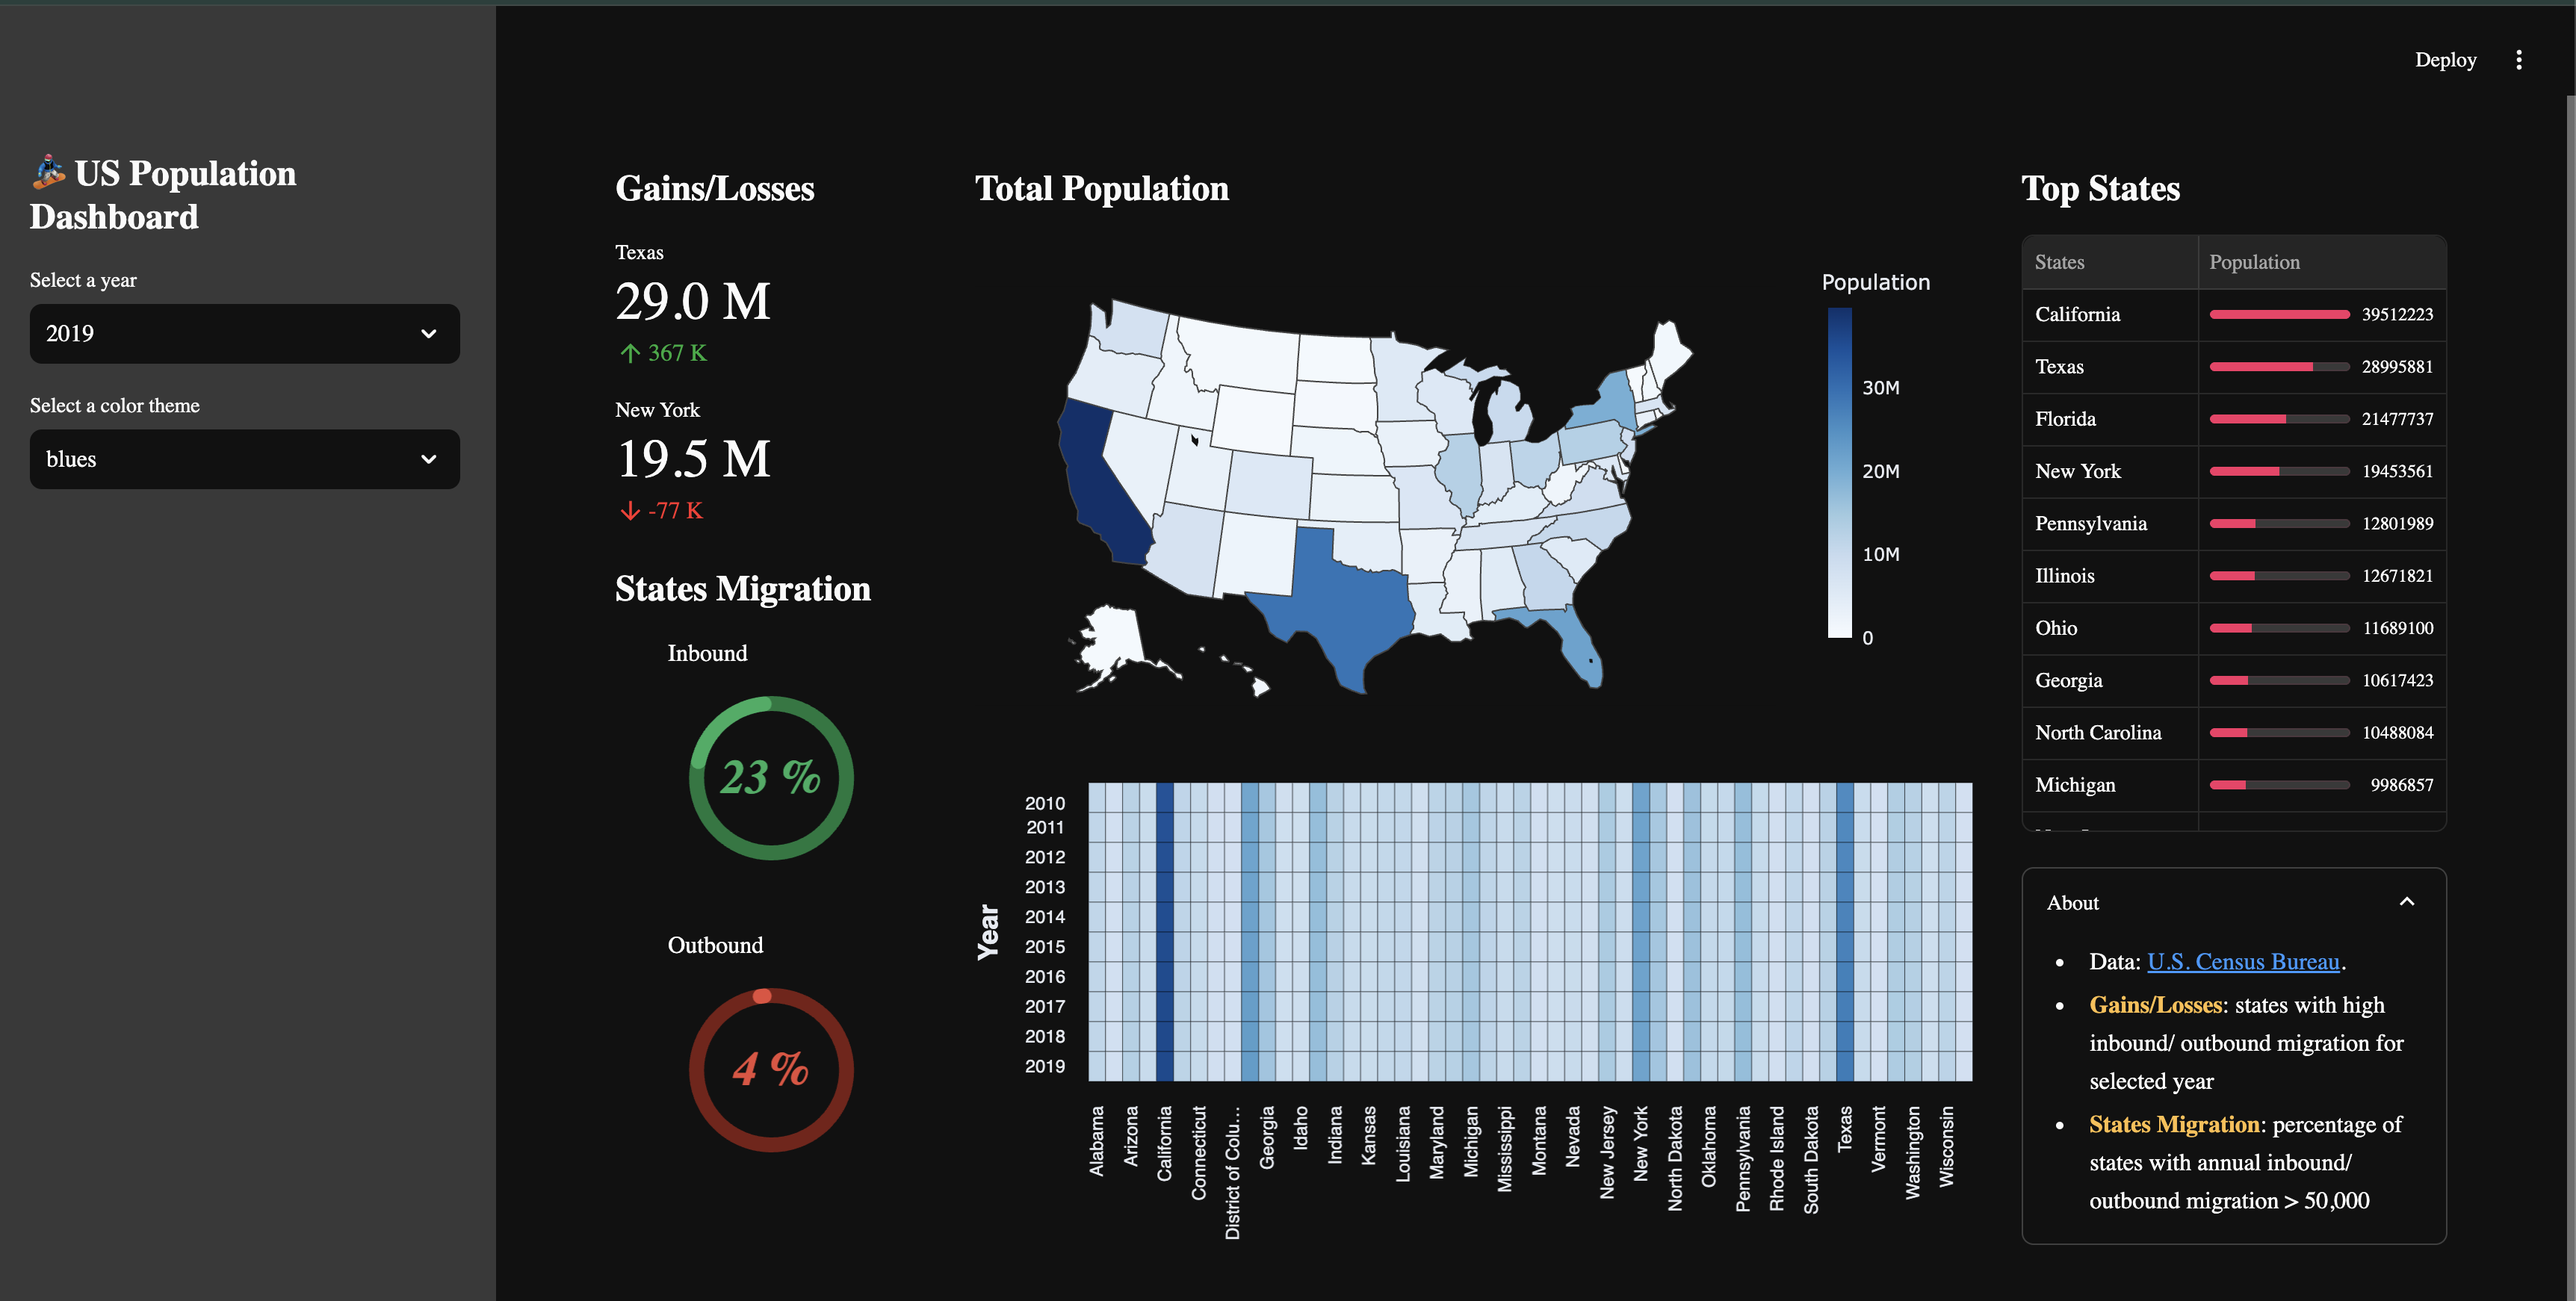 Deploy
US Population
Dashboard
Select a year
2019
Select a color theme
blues
Gains/Losses
Texas
29.0 M
367 K
New York
19.5 M
-77 K
States Migration
Inbound
23 %
Outbound
4 %
Total Population
Population
30M
20M
10M
0
Year
2010
2011
2012
2013
2014
2015
2016
2017
2018
2019
Alabama
Arizona
California
Connecticut
District of Colu…
Georgia
Idaho
Indiana
Kansas
Louisiana
Maryland
Michigan
Mississippi
Montana
Nevada
New Jersey
New York
North Dakota
Oklahoma
Pennsylvania
Rhode Island
South Dakota
Texas
Vermont
Washington
Wisconsin
Top States
States Population
California 39512223
Texas 28995881
Florida 21477737
New York 19453561
Pennsylvania 12801989
Illinois 12671821
Ohio 11689100
Georgia 10617423
North Carolina 10488084
Michigan 9986857
About
Data: U.S. Census Bureau.
Gains/Losses: states with high
inbound/ outbound migration for
selected year
States Migration: percentage of
states with annual inbound/
outbound migration > 50,000